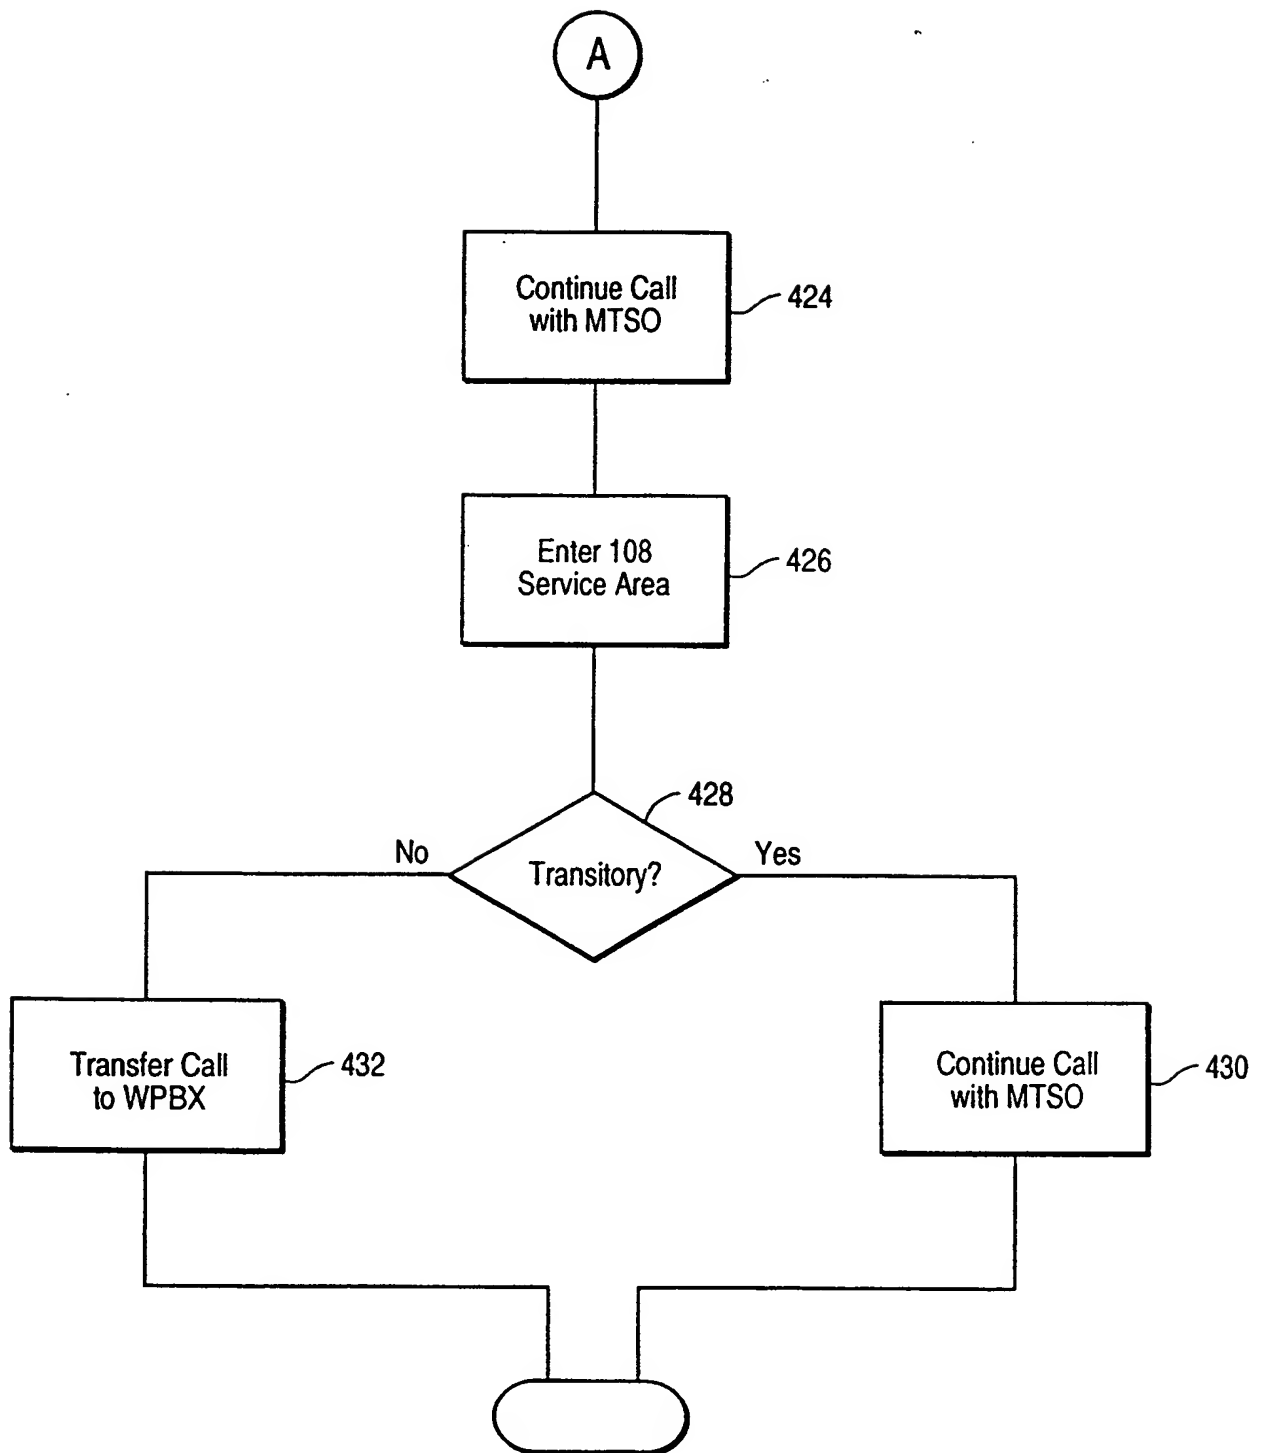 A
Continue Call
with MTSO
424
Enter 108
Service Area
426
428
No
Transitory?
Yes
Transfer Call
to WPBX
432
Continue Call
with MTSO
430